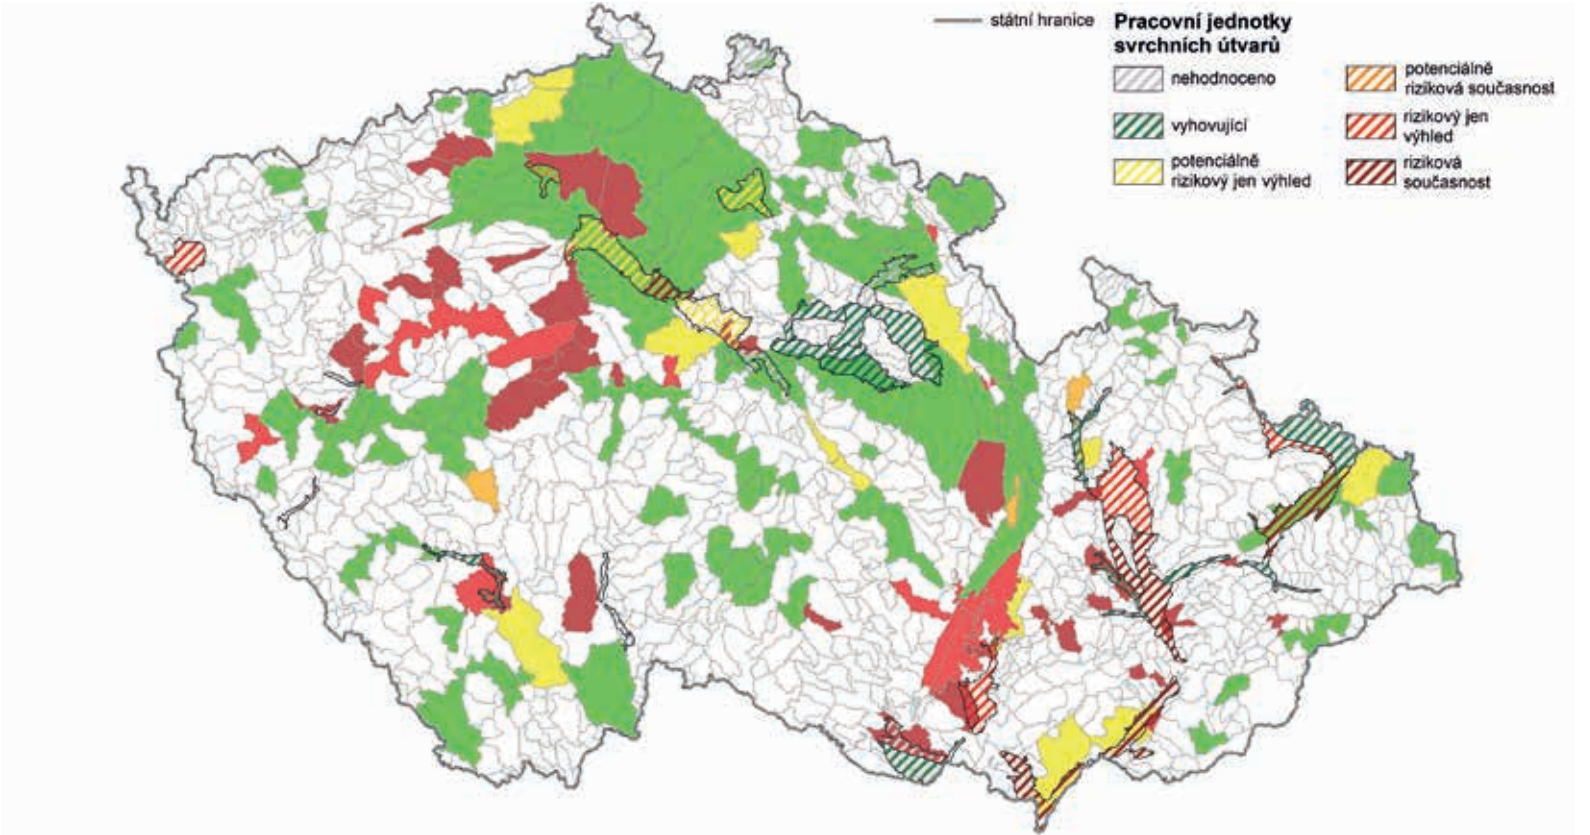 státní hranice
Pracovní jednotky
svrchních útvarů
nehodnoceno
vyhovující
potenciálně
rizikový jen výhled
potenciálně
riziková současnost
rizikový jen
výhled
riziková
současnost